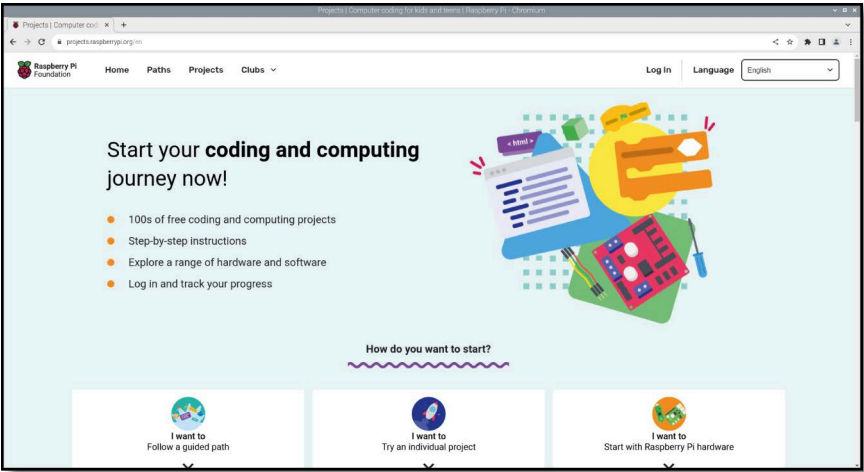 Projects | Computer coding for kids and teens | Raspberry Pi - Chromium
Projects | Computer codi
projects.raspberrypi.org/en
Raspberry Pi
Foundation
Home
Paths
Projects
Clubs
Log In
Language
English
Start your coding and computing
journey now!
100s of free coding and computing projects
Step-by-step instructions
Explore a range of hardware and software
Log in and track your progress
< html >
How do you want to start?
I want to
Follow a guided path
I want to
Try an individual project
I want to
Start with Raspberry Pi hardware